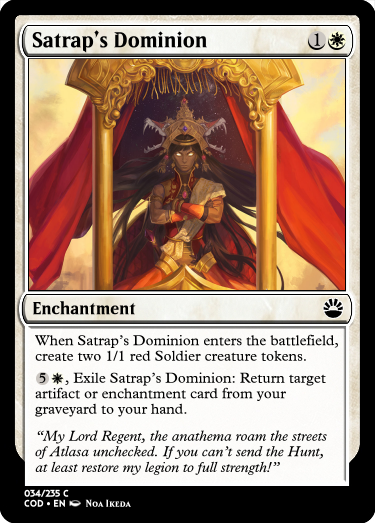 Satrap's Dominion 1
Enchantment
When Satrap's Dominion enters the battlefield,
create two 1/1 red Soldier creature tokens.
5, Exile Satrap's Dominion: Return target
artifact or enchantment card from your
graveyard to your hand.
“My Lord Regent, the anathema roam the streets
of Atlasa unchecked. If you can't send the Hunt,
at least restore my legion to full strength!”
034/235 C
COD • EN Noa Ikeda